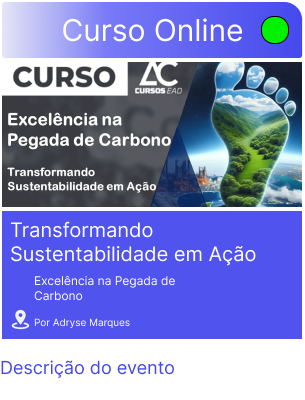 Curso Online
CURSO
AC
CURSOS EAD
Excelência na
Pegada de Carbono
Transformando
Sustentabilidade em Ação
Transformando
Sustentabilidade em Ação
Excelência na Pegada de
Carbono
Por Adryse Marques
Descrição do evento